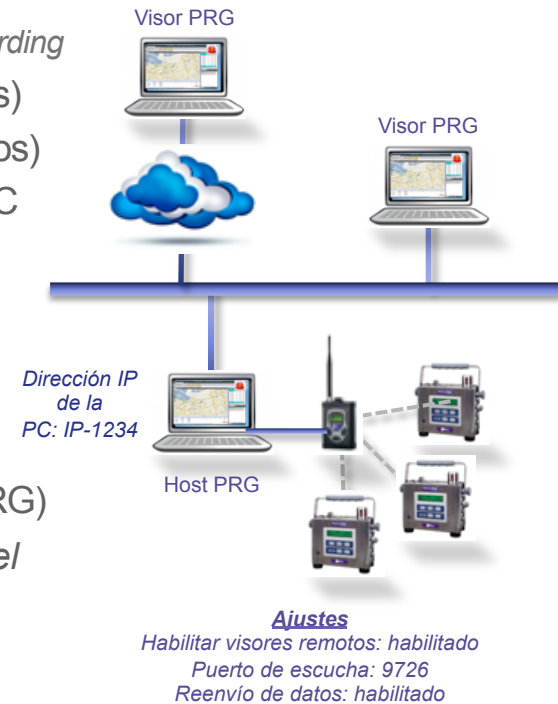 Visor PRG
s)
os)
C
Visor PRG
Dirección IP
de la
PC: IP-1234
Host PRG
RG)
el
Ajustes
Habilitar visores remotos: habilitado
Puerto de escucha: 9726
Reenvío de datos: habilitado